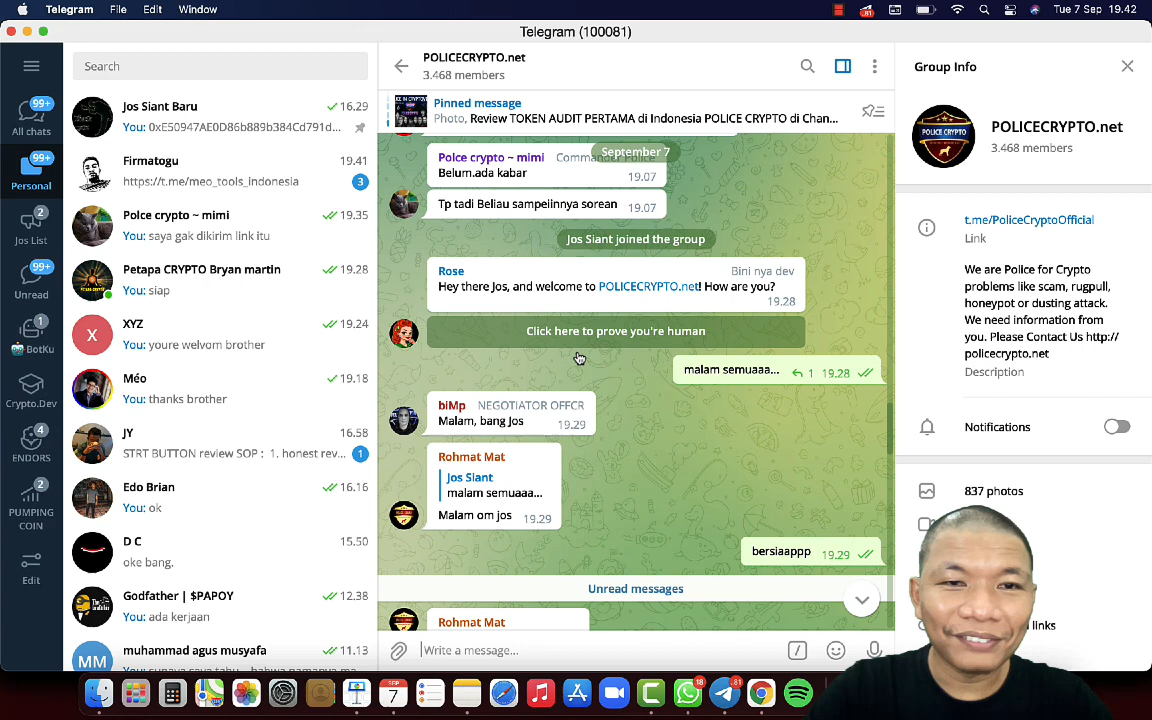 Telegram File Edit Window
81
Tue 7 Sep 19.42
Telegram (100081)
Search
99+
All chats
99+
Personal
2
Jos List
99+
Unread
1
BotKu
Crypto.Dev
4
ENDORS
2
PUMPING
COIN
Edit
Jos Siant Baru 16.29
You: 0xE50947AE0D86b889b384Cd791d...
Firmatogu 19.41
https://t.me/meo_tools_indonesia 3
Polce crypto ~ mimi 19.35
You: saya gak dikirim link itu
Petapa CRYPTO Bryan martin 19.28
You: siap
X
XYZ 19.24
You: youre welvom brother
Méo 19.18
You: thanks brother
JY 16.58
STRT BUTTON review SOP : 1. honest rev... 1
Edo Brian 16.16
You: ok
D C 15.50
oke bang.
Godfather | $PAPOY 12.38
You: ada kerjaan
MM
muhammad agus musyafa 11.13
POLICECRYPTO.net
3.468 members
Pinned message
Photo, Review TOKEN AUDIT PERTAMA di Indonesia POLICE CRYPTO di Chan...
September 7
Polce crypto ~ mimi
Belum.ada kabar
19.07
Tp tadi Beliau sampeiinnya sorean 19.07
Jos Siant joined the group
Rose Bini nya dev
Hey there Jos, and welcome to POLICECRYPTO.net! How are you?
19.28
Click here to prove you're human
malam semuaaa... 1 19.28
biMp NEGOTIATOR OFFCR
Malam, bang Jos 19.29
Rohmat Mat
Jos Siant
malam semuaaa...
Malam om jos 19.29
bersiaappp 19.29
Unread messages
Rohmat Mat
Write a message...
Group Info
POLICE CRYPTO
POLICECRYPTO.net
3.468 members
t.me/PoliceCryptoOfficial
Link
We are Police for Crypto
problems like scam, rugpull,
honeypot or dusting attack.
We need information from
you. Please Contact Us http://
policecrypto.net
Description
Notifications
837 photos
links
SEP
7
18
81